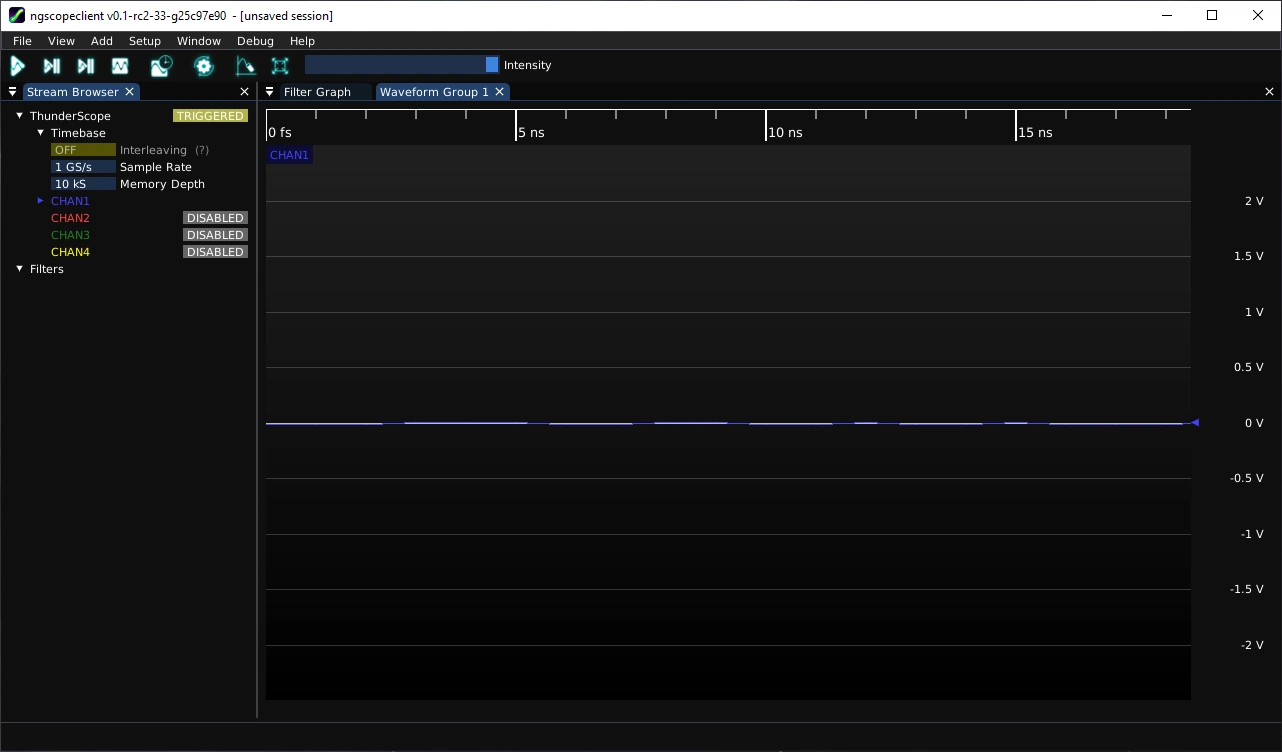 ngscopeclient v0.1-rc2-33-g25c97e90 - [unsaved session]
File View Add Setup Window Debug Help
Intensity
Stream Browser
Filter Graph
Waveform Group 1
ThunderScope TRIGGERED
Timebase
OFF Interleaving (?)
1 GS/s Sample Rate
10 kS Memory Depth
CHAN1
CHAN2 DISABLED
CHAN3 DISABLED
CHAN4 DISABLED
Filters
0 fs
5 ns
10 ns
15 ns
CHAN1
2 V
1.5 V
1 V
0.5 V
0 V
-0.5 V
-1 V
-1.5 V
-2 V